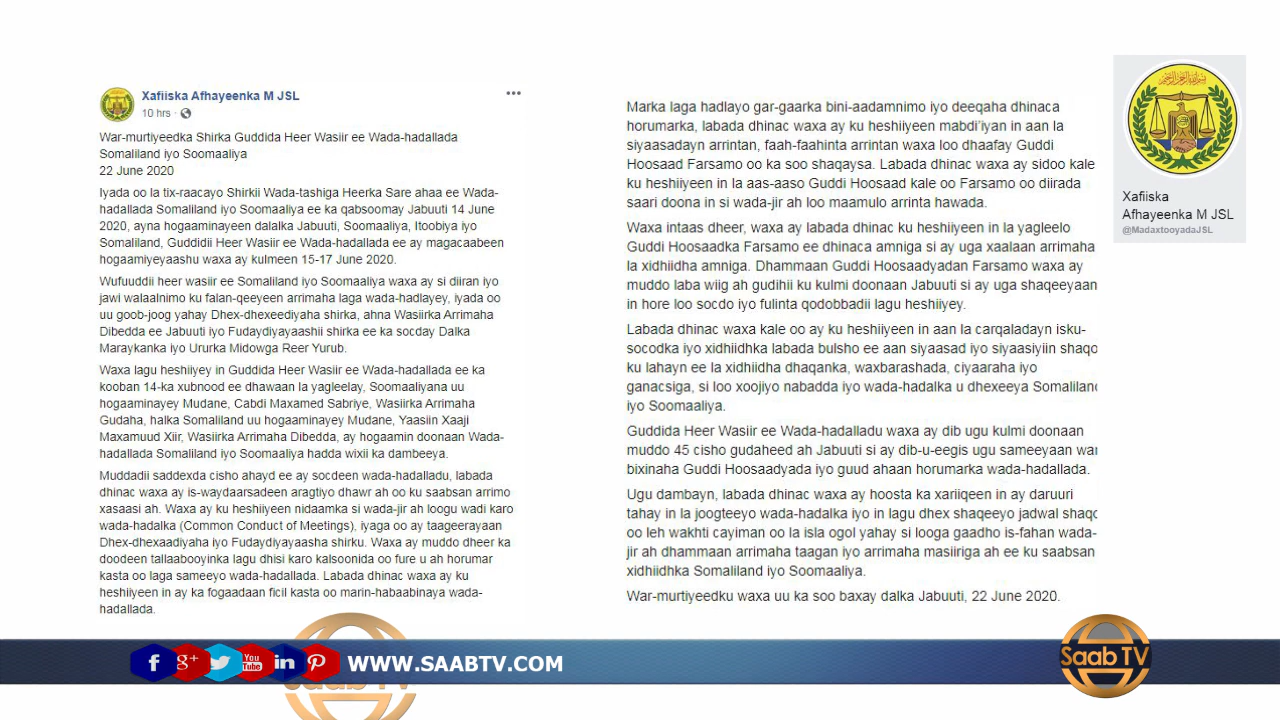 Xafiiska Afhayeenka M JSL
10 hrs ·
War-murtiyeedka Shirka Guddida Heer Wasiir ee Wada-hadallada
Somaliland iyo Soomaaliya
22 June 2020
Iyada oo la tix-raacayo Shirkii Wada-tashiga Heerka Sare ahaa ee Wada-
hadallada Somaliland iyo Soomaaliya ee ka qabsoomay Jabuuti 14 June
2020, ayna hogaaminayeen dalalka Jabuuti, Soomaaliya, Itoobiya iyo
Somaliland, Guddidii Heer Wasiir ee Wada-hadallada ee ay magacaabeen
hogaamiyeyaashu waxa ay kulmeen 15-17 June 2020.
Wufuuddii heer wasiir ee Somaliland iyo Soomaaliya waxa ay si diiran iyo
jawi walaalnimo ku falan-qeeyeen arrimaha laga wada-hadlayey, iyada oo
uu goob-joog yahay Dhex-dhexeediyaha shirka, ahna Wasiirka Arrimaha
Dibedda ee Jabuuti iyo Fudaydiyayaashii shirka ee ka socday Dalka
Maraykanka iyo Ururka Midowga Reer Yurub.
Waxa lagu heshiiyey in Guddida Heer Wasiir ee Wada-hadallada ee ka
kooban 14-ka xubnood ee dhawaan la yagleelay, Soomaaliyana uu
hogaaminayey Mudane, Cabdi Maxamed Sabriye, Wasiirka Arrimaha
Gudaha, halka Somaliland uu hogaaminayey Mudane, Yaasiin Xaaji
Maxamuud Xiir, Wasiirka Arrimaha Dibedda, ay hogaamin doonaan Wada-
hadallada Somaliland iyo Soomaaliya hadda wixii ka dambeeya.
Muddadii saddexda cisho ahayd ee ay socdeen wada-hadalladu, labada
dhinac waxa ay is-waydaarsadeen aragtiyo dhawr ah oo ku saabsan arrimo
xasaasi ah. Waxa ay ku heshiiyeen nidaamka si wada-jir ah loogu wadi karo
wada-hadalka (Common Conduct of Meetings), iyaga oo ay taageerayaan
Dhex-dhexaadiyaha iyo Fudaydiyayaasha shirku. Waxa ay muddo dheer ka
doodeen tallaabooyinka lagu dhisi karo kalsoonida oo fure u ah horumar
kasta oo laga sameeyo wada-hadallada. Labada dhinac waxa ay ku
heshiiyeen in ay ka fogaadaan ficil kasta oo marin-habaabinaya wada-
hadallada.
Marka laga hadlayo gar-gaarka bini-aadamnimo iyo deeqaha dhinaca
horumarka, labada dhinac waxa ay ku heshiiyeen mabdi'iyan in aan la
siyaasadayn arrintan, faah-faahinta arrintan waxa loo dhaafay Guddi
Hoosaad Farsamo oo ka soo shaqaysa. Labada dhinac waxa ay sidoo kale
ku heshiiyeen in la aas-aaso Guddi Hoosaad kale oo Farsamo oo diirada
saari doona in si wada-jir ah loo maamulo arrinta hawada.
Waxa intaas dheer, waxa ay labada dhinac ku heshiiyeen in la yagleelo
Guddi Hoosaadka Farsamo ee dhinaca amniga si ay uga xaalaan arrimaha
la xidhiidha amniga. Dhammaan Guddi Hoosaadyadan Farsamo waxa ay
muddo laba wiig ah gudihii ku kulmi doonaan Jabuuti si ay uga shaqeeyaan
in hore loo socdo iyo fulinta qodobbadii lagu heshiiyey.
Labada dhinac waxa kale oo ay ku heshiiyeen in aan la carqaladayn isku-
socodka iyo xidhiidhka labada bulsho ee aan siyaasad iyo siyaasiyiin shaqo
ku lahayn ee la xidhiidha dhaqanka, waxbarashada, ciyaaraha iyo
ganacsiga, si loo xoojiyo nabadda iyo wada-hadalka u dhexeeya Somaliland
iyo Soomaaliya.
Guddida Heer Wasiir ee Wada-hadalladu waxa ay dib ugu kulmi doonaan
muddo 45 cisho gudaheed ah Jabuuti si ay dib-u-eegis ugu sameeyaan war
bixinaha Guddi Hoosaadyada iyo guud ahaan horumarka wada-hadallada.
Ugu dambayn, labada dhinac waxa ay hoosta ka xariiqeen in ay daruuri
tahay in la joogteeyo wada-hadalka iyo in lagu dhex shaqeeyo jadwal shaqo
oo leh wakhti cayiman oo la isla ogol yahay si looga gaadho is-fahan wada-
jir ah dhammaan arrimaha taagan iyo arrimaha masiiriga ah ee ku saabsan
xidhiidhka Somaliland iyo Soomaaliya.
War-murtiyeedku waxa uu ka soo baxay dalka Jabuuti, 22 June 2020.
Xafiiska
Afhayeenka M JSL
@MadaxtooyadaJSL
You
Tube
WWW.SAABTV.COM
Saab TV
Saab TV